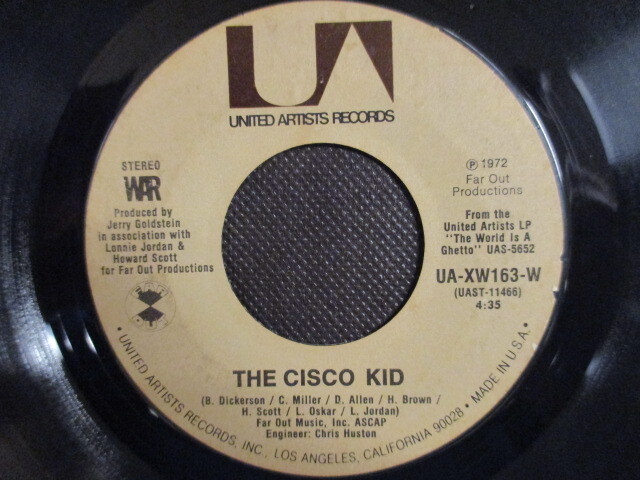 UA
UNITED ARTISTS RECORDS
STEREO
WAR
Produced by
Jerry Goldstein
in association with
Lonnie Jordan &
Howard Scott
for Far Out Productions
℗ 1972
Far Out
Productions
From the
United Artists LP
"The World Is A
Ghetto" UAS-5652
UA-XW163-W
(UAST-11466)
4:35
THE CISCO KID
(B. Dickerson / C. Miller / D. Allen / H. Brown /
H. Scott / L. Oskar / L. Jordan)
Far Out Music, Inc. ASCAP
Engineer: Chris Huston
• UNITED ARTISTS RECORDS, INC., LOS ANGELES, CALIFORNIA 90028 • MADE IN U.S.A. •